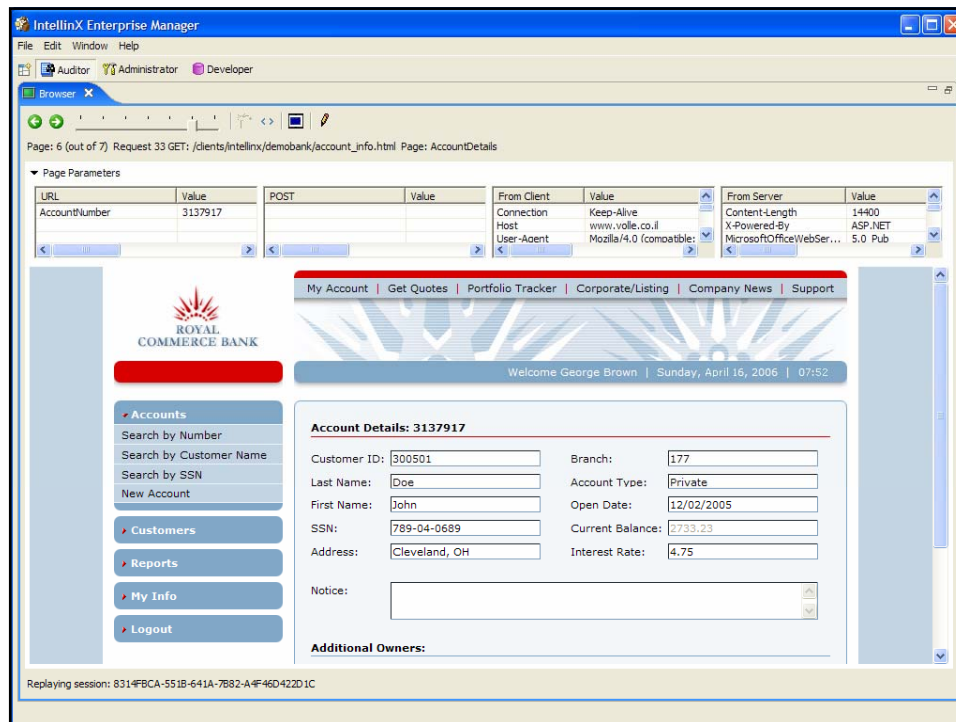 IntellinX Enterprise Manager
File Edit Window Help
Auditor Administrator Developer
Browser
Page: 6 (out of 7) Request 33 GET: /clients/intellinx/demobank/account_info.html Page: AccountDetails
Page Parameters
URL Value POST Value From Client Value From Server Value
AccountNumber 3137917 Connection Keep-Alive Content-Length 14400
Host www.volle.co.il X-Powered-By ASP.NET
User-Agent Mozilla/4.0 (compatible; MicrosoftOfficeWebSer... 5.0_Pub
My Account | Get Quotes | Portfolio Tracker | Corporate/Listing | Company News | Support
ROYAL
COMMERCE BANK
Welcome George Brown | Sunday, April 16, 2006 | 07:52
Accounts
Search by Number
Search by Customer Name
Search by SSN
New Account
Customers
Reports
My Info
Logout
Account Details: 3137917
Customer ID: 300501 Branch: 177
Last Name: Doe Account Type: Private
First Name: John Open Date: 12/02/2005
SSN: 789-04-0689 Current Balance: 2733.23
Address: Cleveland, OH Interest Rate: 4.75
Notice:
Additional Owners:
Replaying session: 8314FBCA-551B-641A-7B82-A4F46D422D1C